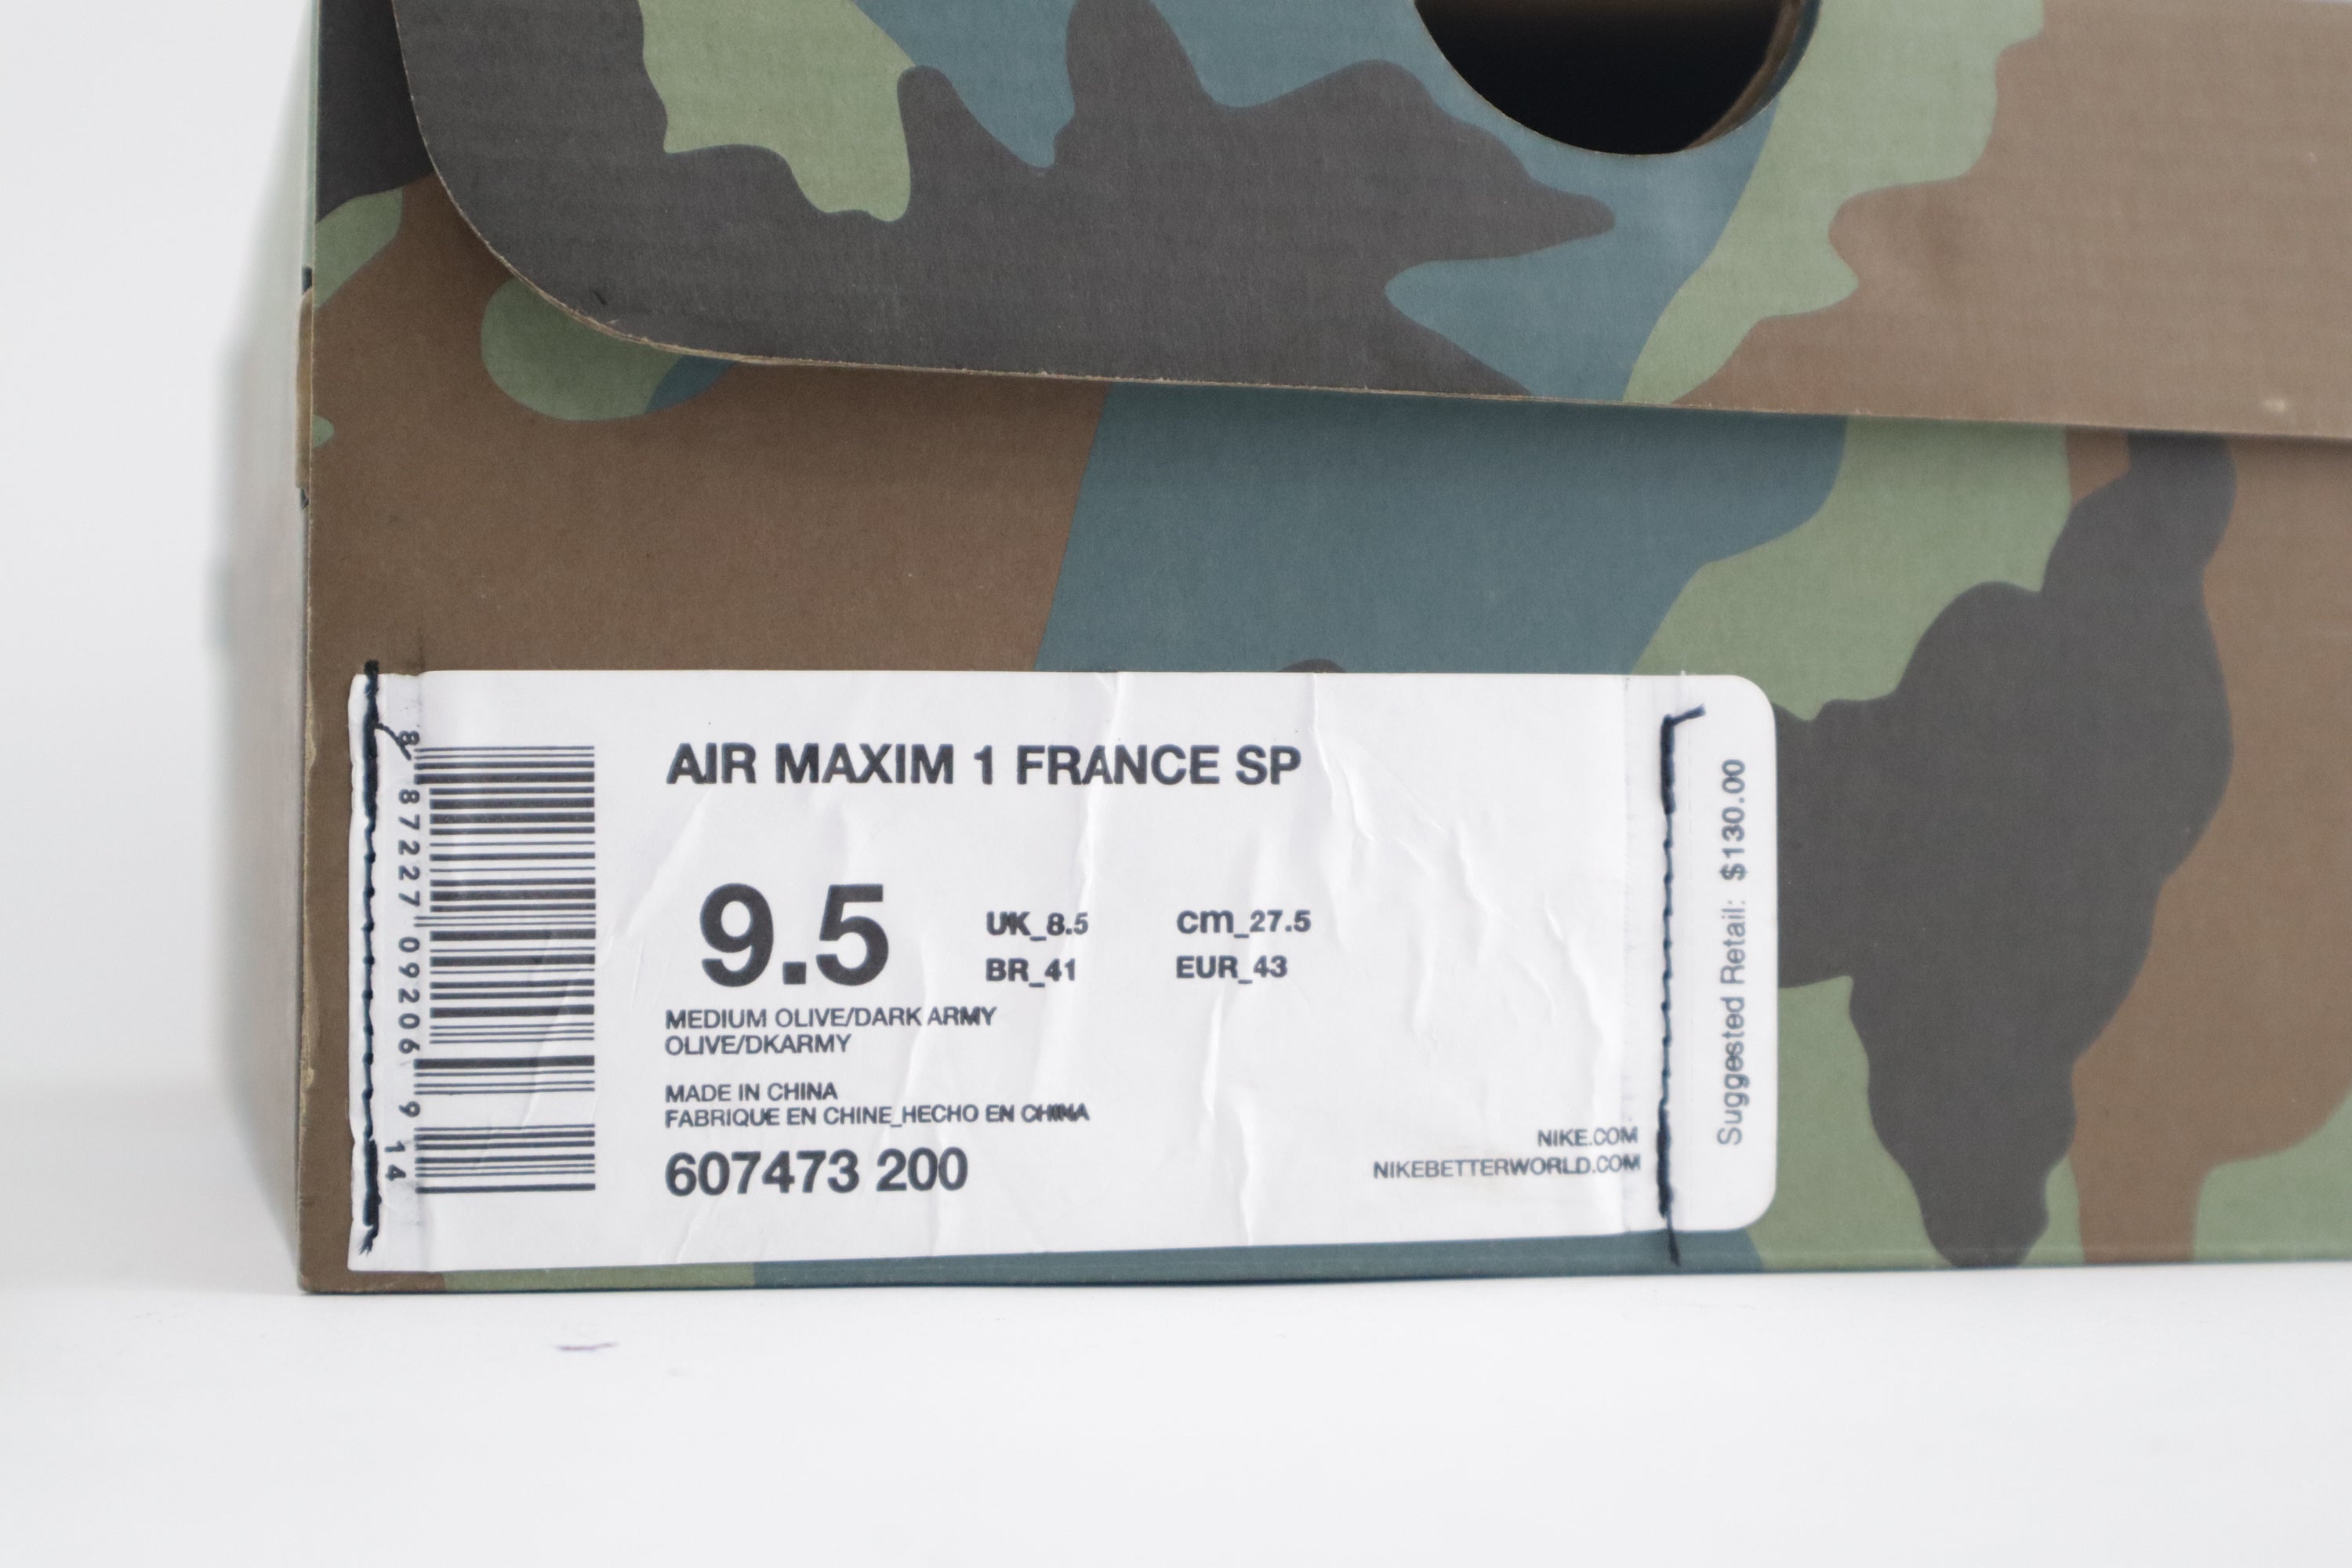 8 87227 09206 9 14
AIR MAXIM 1 FRANCE SP
9.5
UK_8.5 cm_27.5
BR_41 EUR_43
MEDIUM OLIVE/DARK ARMY
OLIVE/DKARMY
MADE IN CHINA
FABRIQUE EN CHINE_HECHO EN CHINA
607473 200
NIKE.COM
NIKEBETTERWORLD.COM
Suggested Retail: $130.00